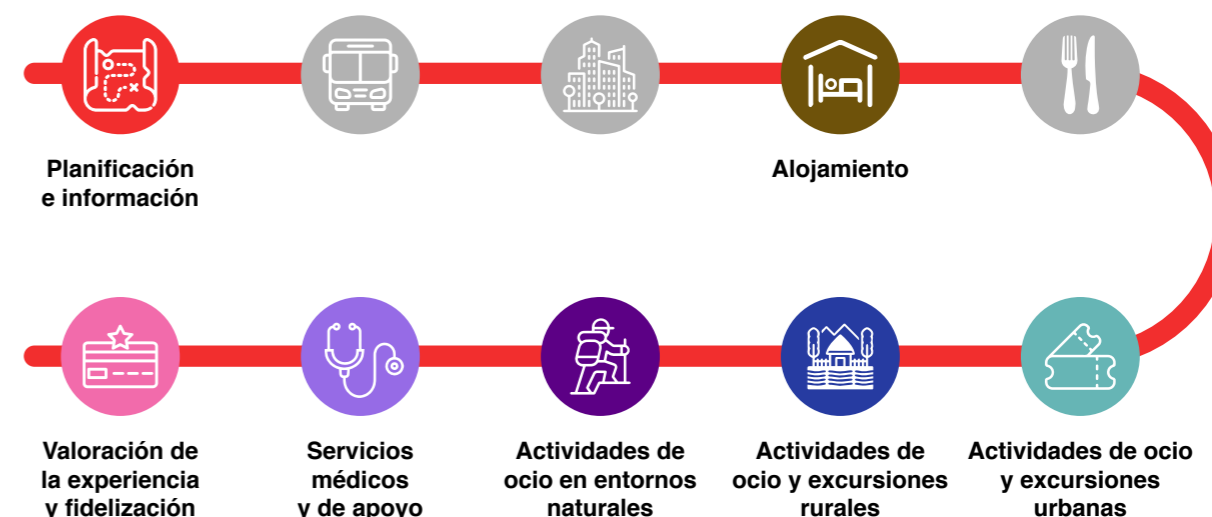 Planificación
e información
Alojamiento
Valoración de
la experiencia
y fidelización
Servicios
médicos
y de apoyo
Actividades de
ocio en entornos
naturales
Actividades de
ocio y excursiones
rurales
Actividades de ocio
y excursiones
urbanas